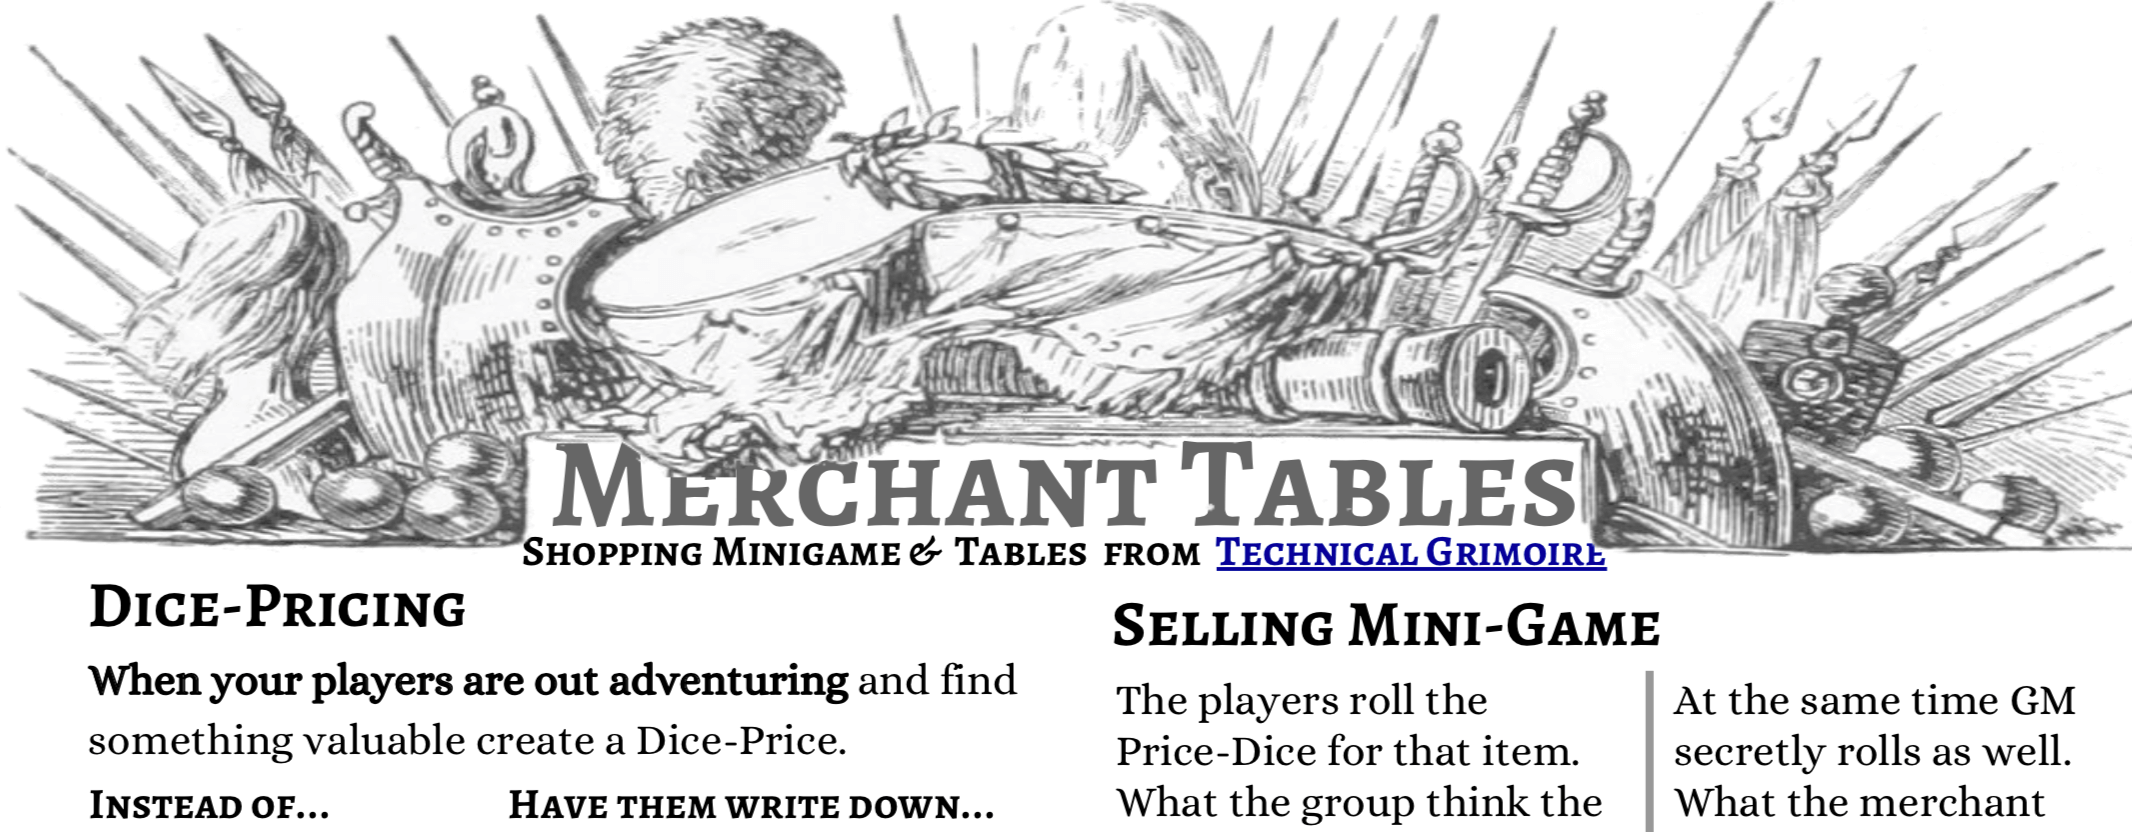 Merchant Tables
Shopping Minigame & Tables from Technical Grimoire
Dice-Pricing
When your players are out adventuring and find
something valuable create a Dice-Price.
Instead of...
Have them write down...
Selling Mini-Game
The players roll the
Price-Dice for that item.
What the group think the
At the same time GM
secretly rolls as well.
What the merchant